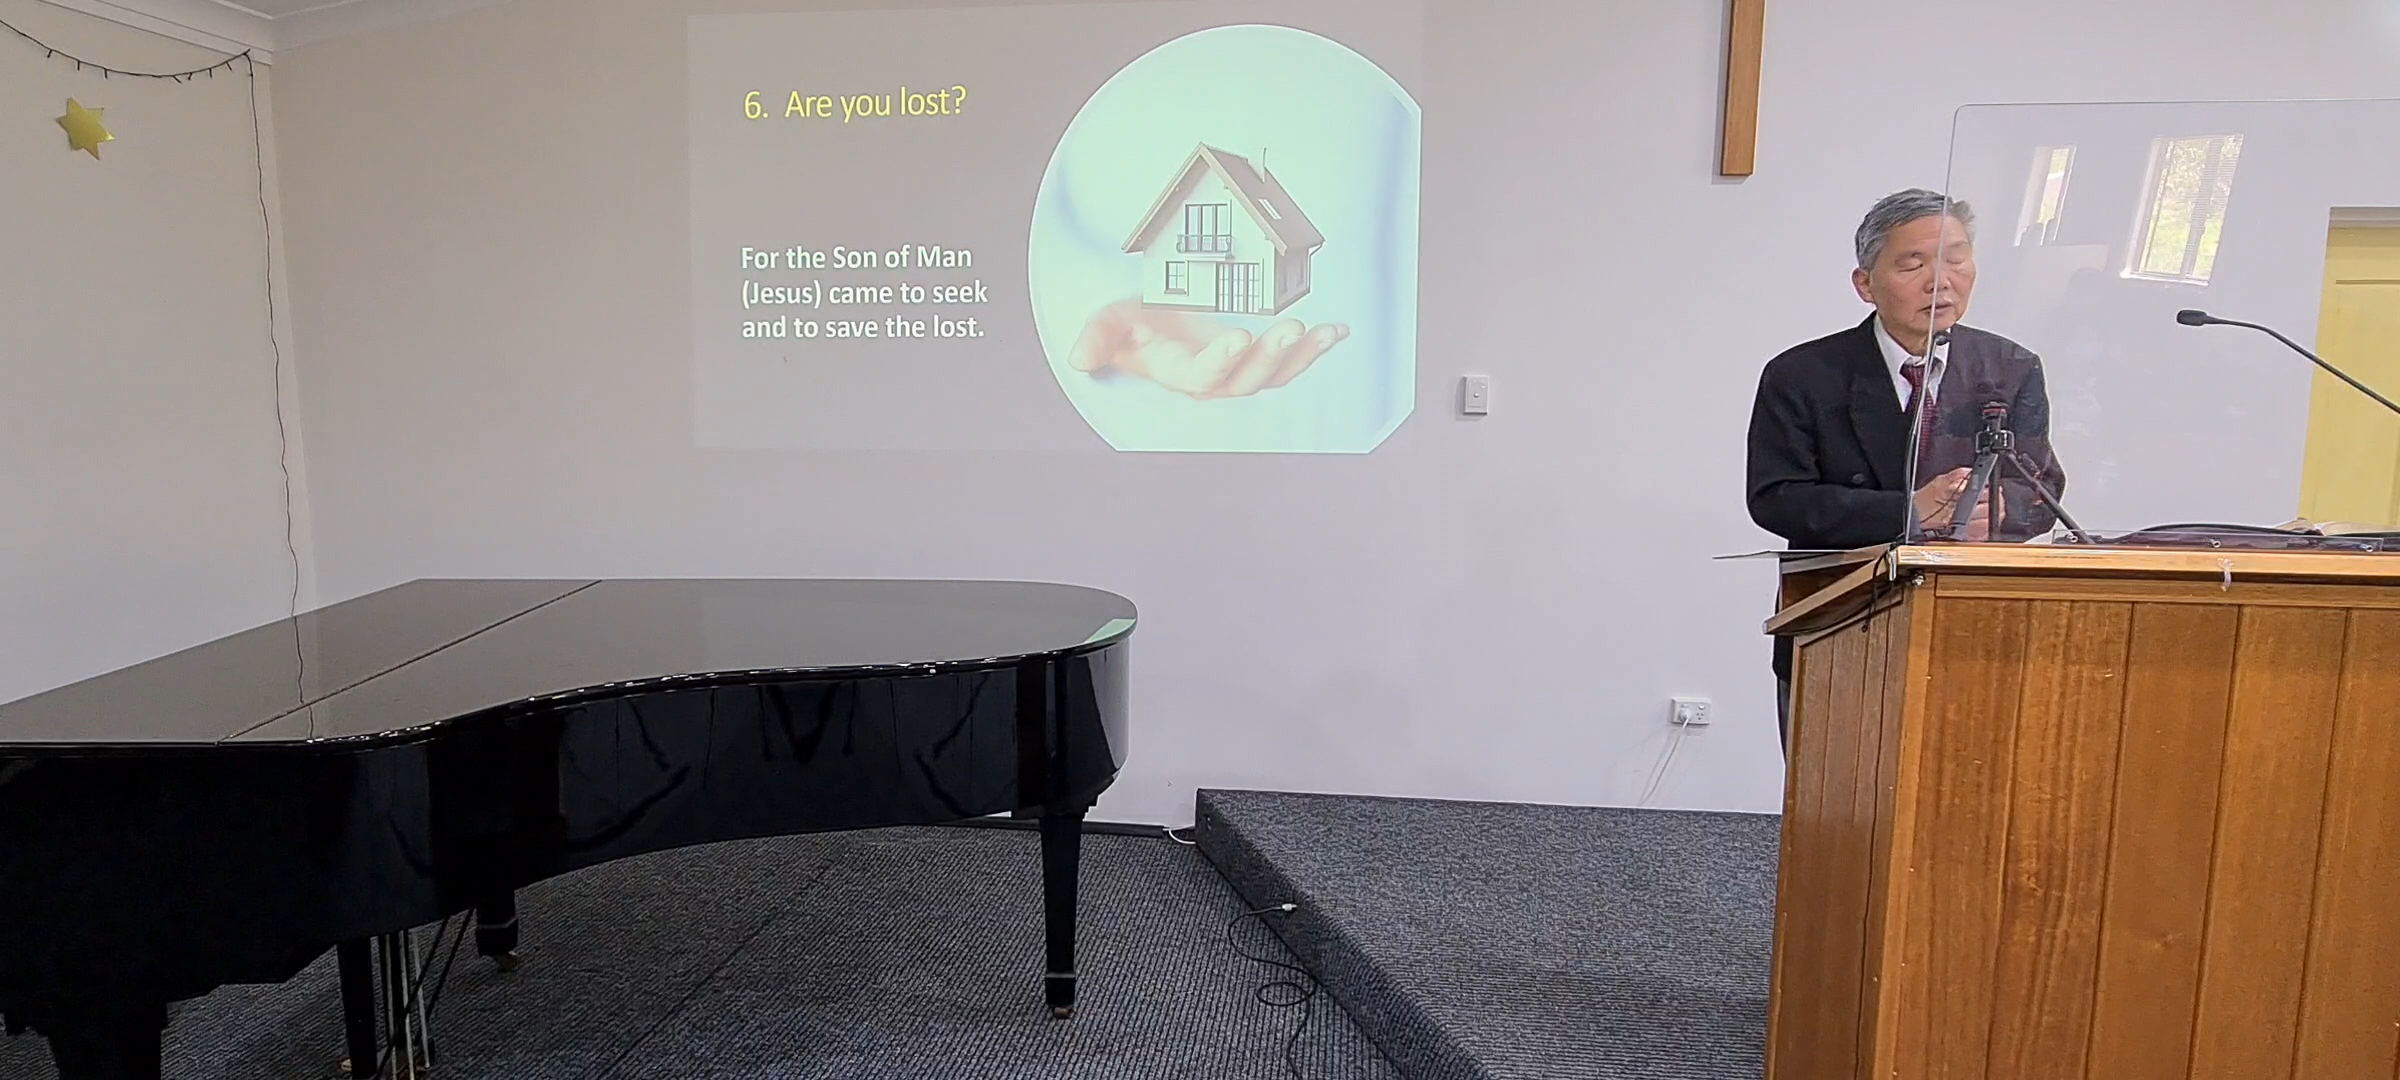 6. Are you lost?
For the Son of Man
(Jesus) came to seek
and to save the lost.